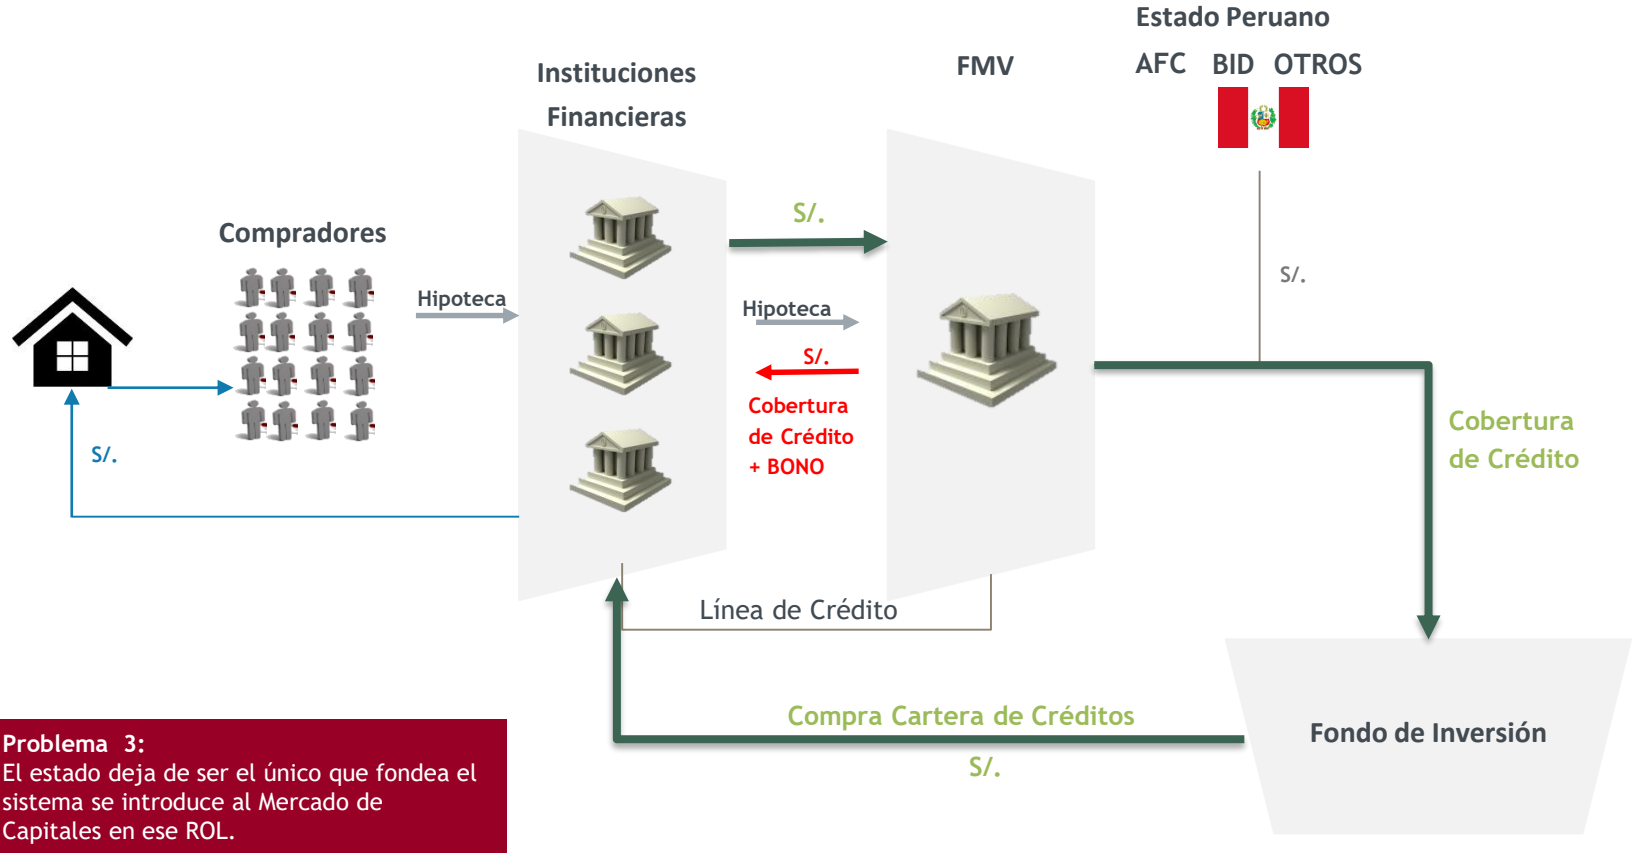 Estado Peruano
AFC BID OTROS
FMV
Instituciones
Financieras
Compradores
Hipoteca
S/.
Hipoteca
S/.
Cobertura
de Crédito
+ BONO
S/.
S/.
Cobertura
de Crédito
Línea de Crédito
Compra Cartera de Créditos
S/.
Fondo de Inversión
Problema 3:
El estado deja de ser el único que fondea el
sistema se introduce al Mercado de
Capitales en ese ROL.